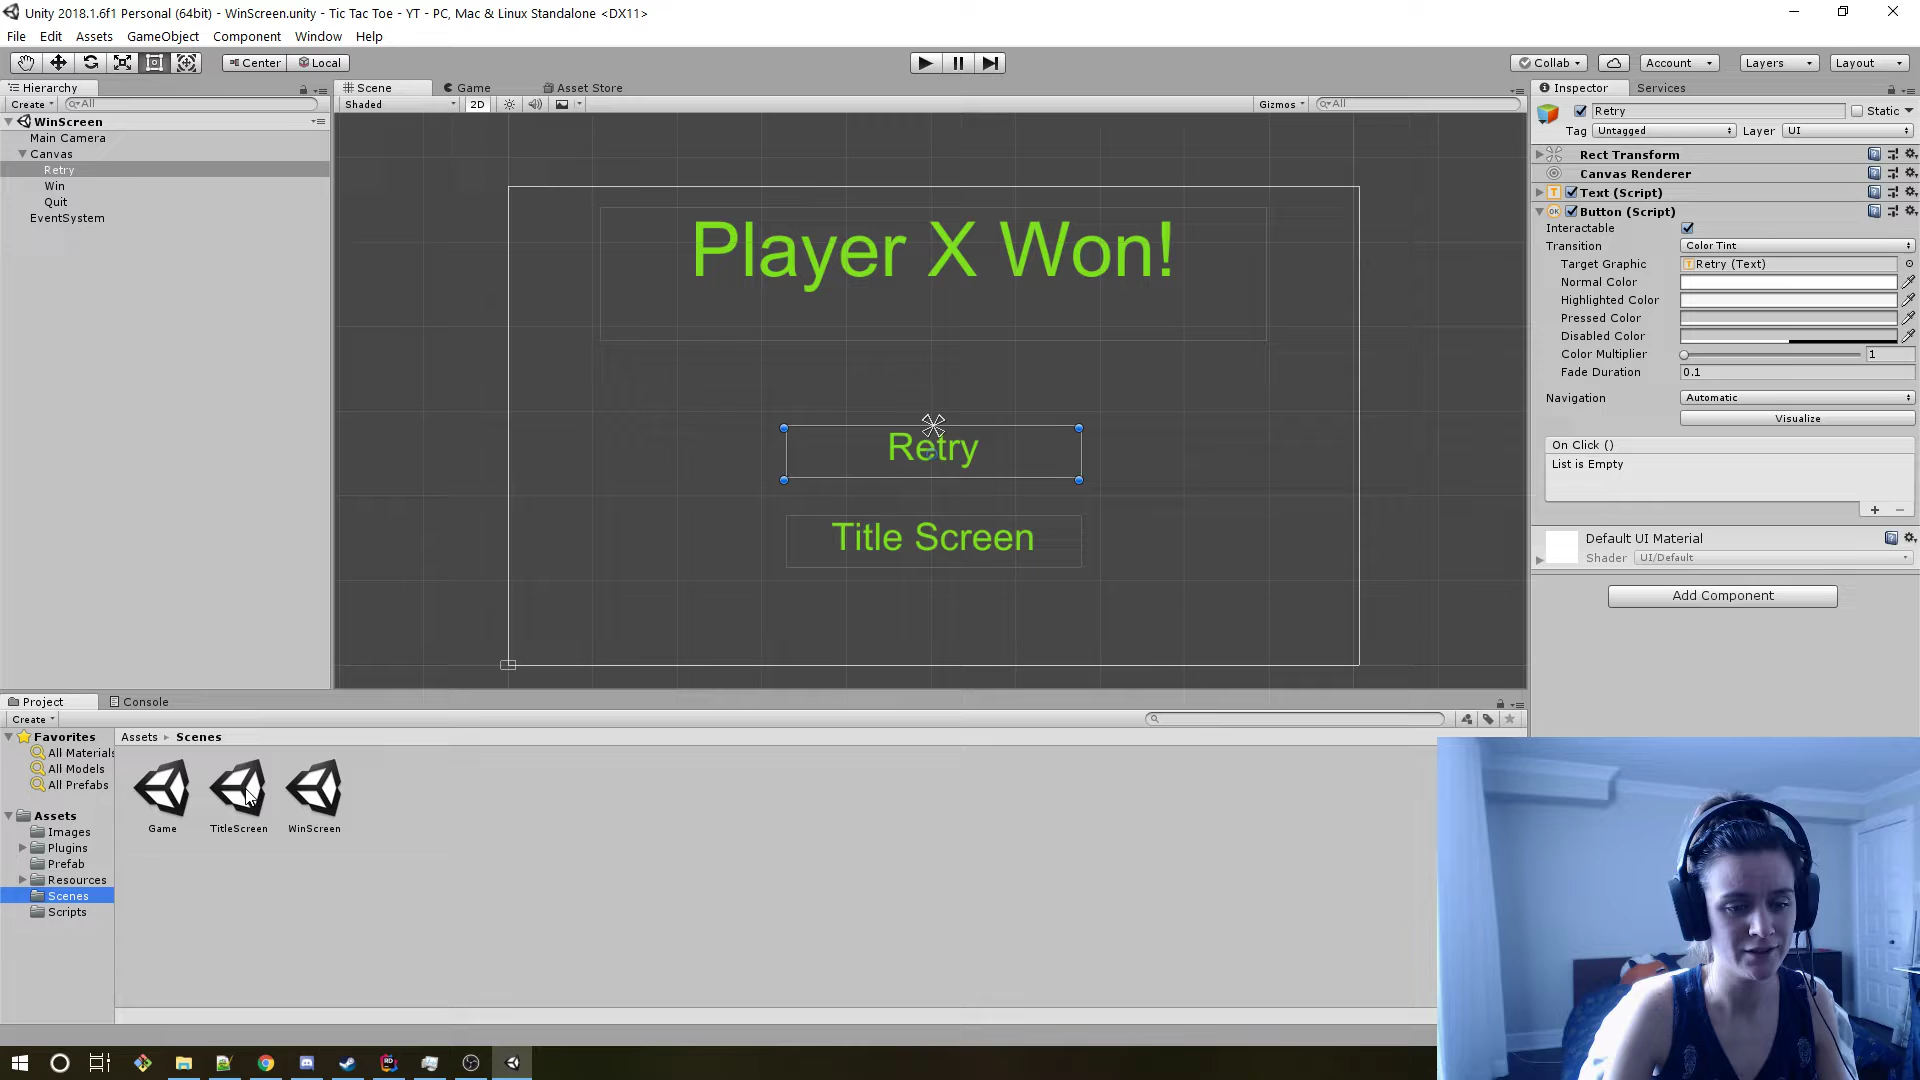 Unity 2018.1.6f1 Personal (64bit) - WinScreen.unity - Tic Tac Toe - YT - PC, Mac & Linux Standalone <DX11>
File Edit Assets GameObject Component Window Help
Center Local
Collab Account Layers Layout
Hierarchy
Create All
WinScreen
Main Camera
Canvas
Retry
Win
Quit
EventSystem
Scene Game Asset Store
Shaded 2D Gizmos All
Player X Won!
Retry
Title Screen
Inspector Services
Retry Static
Tag Untagged Layer UI
Rect Transform
Canvas Renderer
Text (Script)
Button (Script)
Interactable
Transition Color Tint
Target Graphic Retry (Text)
Normal Color
Highlighted Color
Pressed Color
Disabled Color
Color Multiplier 1
Fade Duration 0.1
Navigation Automatic
Visualize
On Click ()
List is Empty
Default UI Material
Shader UI/Default
Add Component
Project Console
Create
Favorites
All Materials
All Models
All Prefabs
Assets
Images
Plugins
Prefab
Resources
Scenes
Scripts
Assets Scenes
Game TitleScreen WinScreen